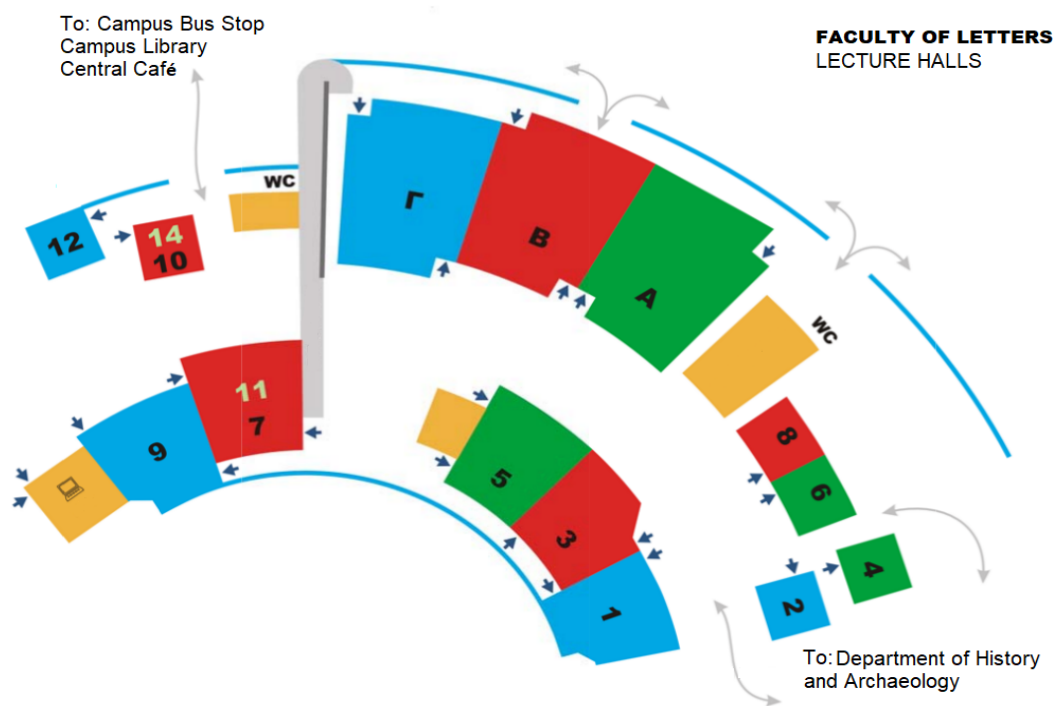 To: Campus Bus Stop
Campus Library
Central Café
FACULTY OF LETTERS
LECTURE HALLS
WC
12
14
10
Γ
B
A
WC
11
7
9
5
3
1
8
6
4
2
To: Department of History
and Archaeology